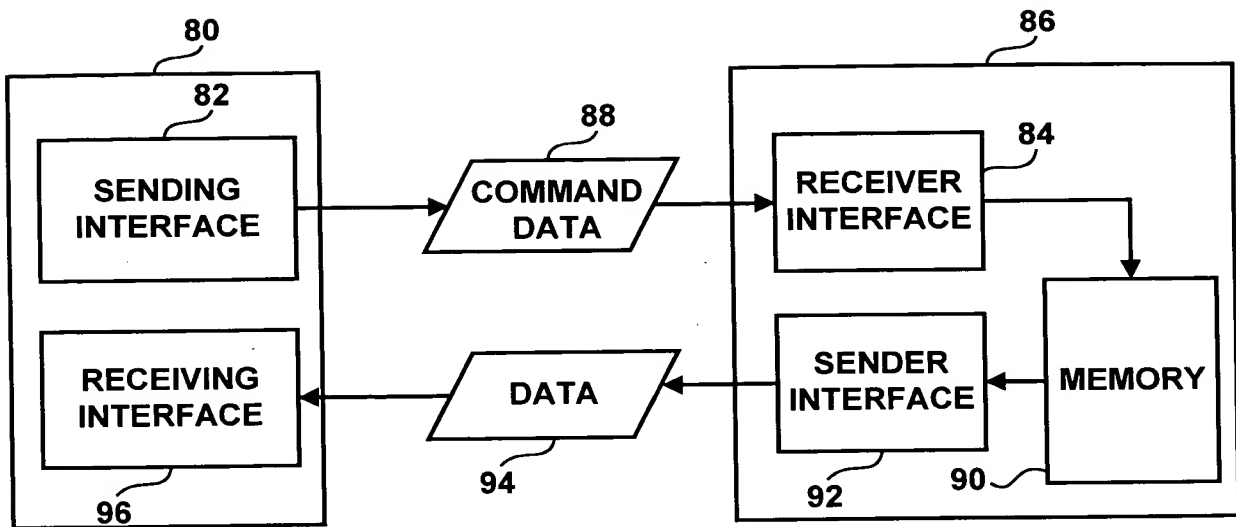 80
86
82
88
84
SENDING
INTERFACE
COMMAND
DATA
RECEIVER
INTERFACE
RECEIVING
INTERFACE
DATA
SENDER
INTERFACE
MEMORY
96
94
92
90